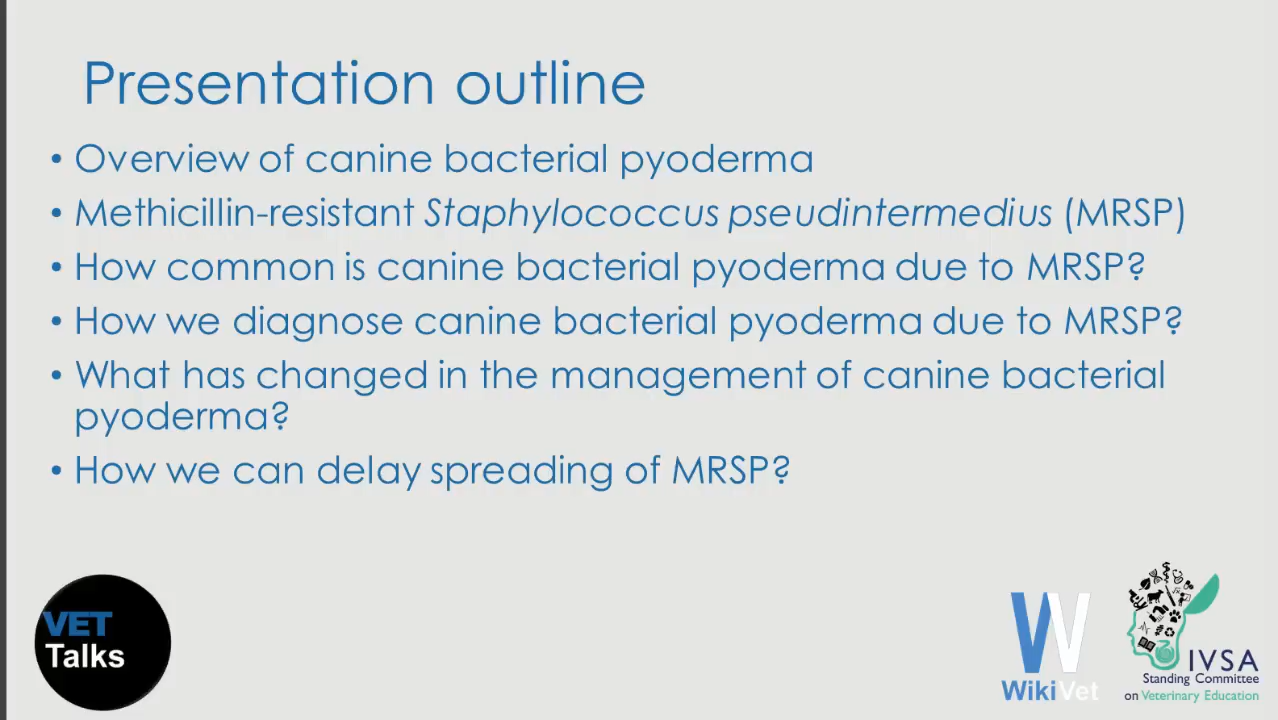 Presentation outline
• Overview of canine bacterial pyoderma
• Methicillin-resistant Staphylococcus pseudintermedius (MRSP)
• How common is canine bacterial pyoderma due to MRSP?
• How we diagnose canine bacterial pyoderma due to MRSP?
• What has changed in the management of canine bacterial
pyoderma?
• How we can delay spreading of MRSP?
VET
Talks
W
WikiVet
IVSA
Standing Committee
on Veterinary Education